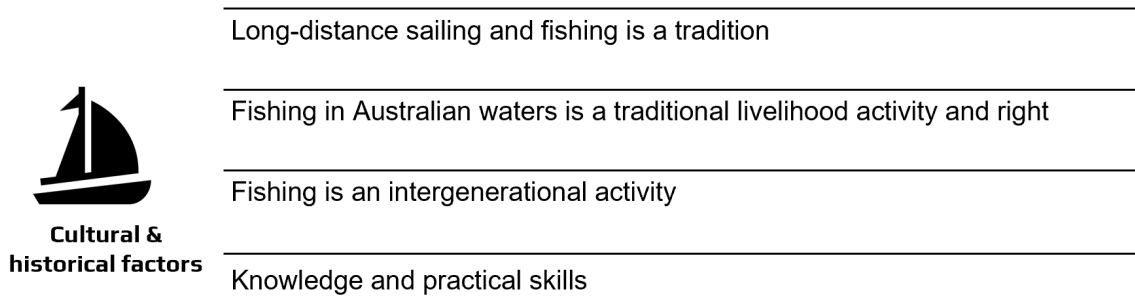 Long-distance sailing and fishing is a tradition
Fishing in Australian waters is a traditional livelihood activity and right
Fishing is an intergenerational activity
Cultural &
historical factors
Knowledge and practical skills